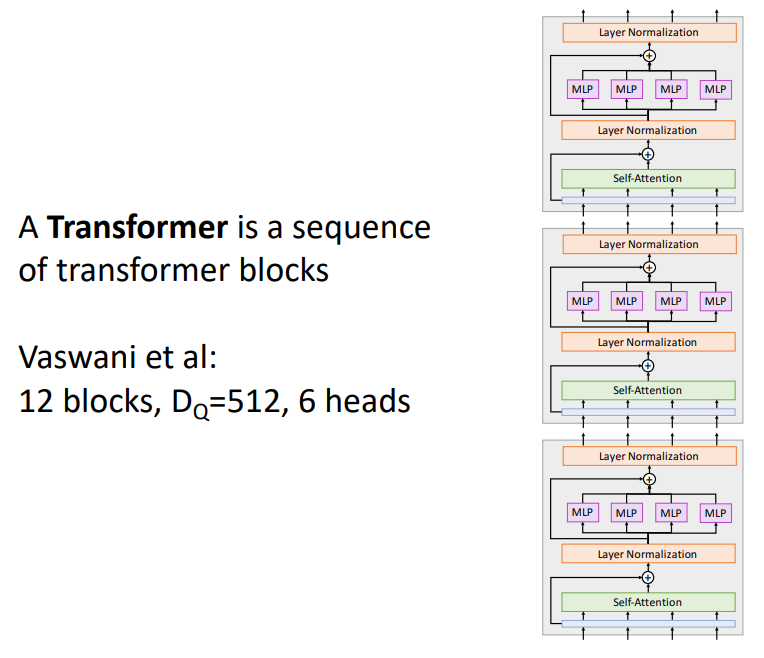 A Transformer is a sequence
of transformer blocks
Vaswani et al:
12 blocks, D_Q=512, 6 heads
Layer Normalization
+
MLP MLP MLP MLP
Layer Normalization
+
Self-Attention
Layer Normalization
+
MLP MLP MLP MLP
Layer Normalization
+
Self-Attention
Layer Normalization
+
MLP MLP MLP MLP
Layer Normalization
+
Self-Attention